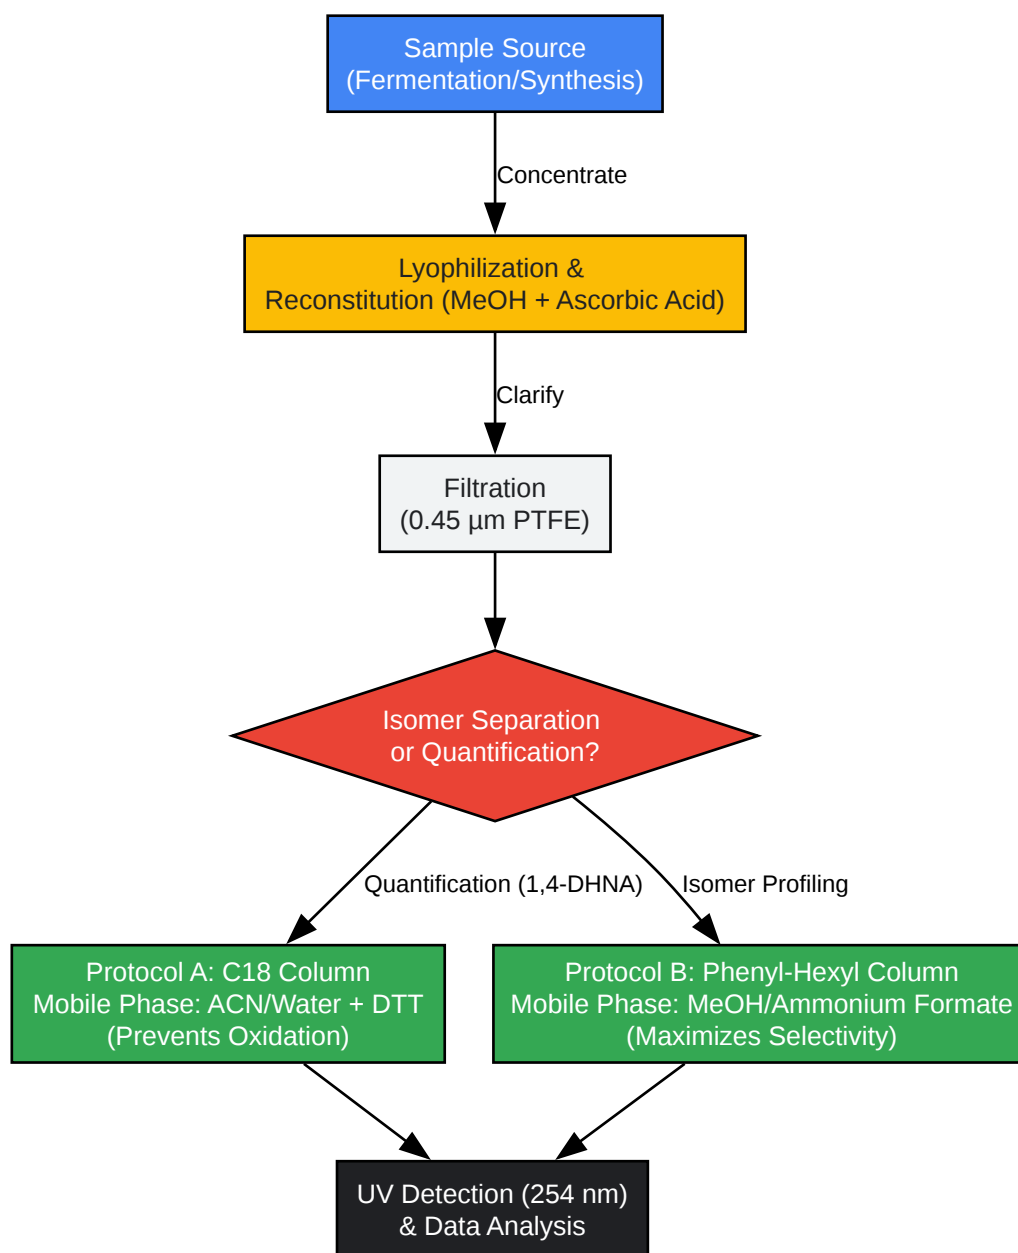 Sample Source
(Fermentation/Synthesis)
Concentrate
Lyophilization &
Reconstitution (MeOH + Ascorbic Acid)
Clarify
Filtration
(0.45 µm PTFE)
Isomer Separation
or Quantification?
Quantification (1,4-DHNA)
Isomer Profiling
Protocol A: C18 Column
Mobile Phase: ACN/Water + DTT
(Prevents Oxidation)
Protocol B: Phenyl-Hexyl Column
Mobile Phase: MeOH/Ammonium Formate
(Maximizes Selectivity)
UV Detection (254 nm)
& Data Analysis